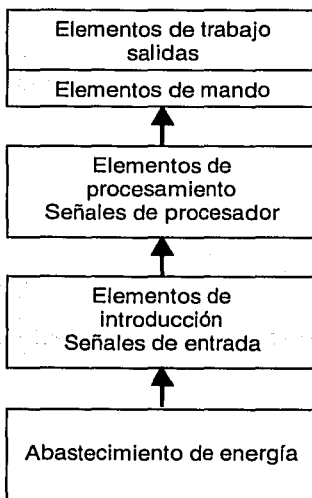 Elementos de trabajo
salidas
Elementos de mando
Elementos de
procesamiento
Señales de procesador
Elementos de
introducción
Señales de entrada
Abastecimiento de energía